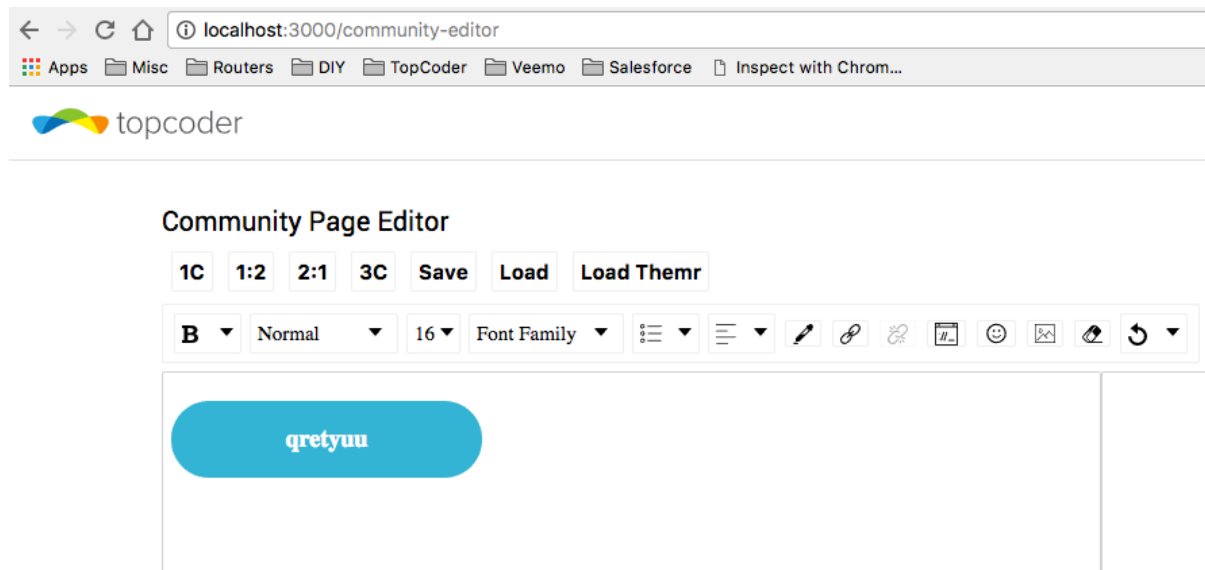 localhost:3000/community-editor
Apps Misc Routers DIY TopCoder Veemo Salesforce Inspect with Chrom...
topcoder
Community Page Editor
1C 1:2 2:1 3C Save Load Load Themr
B Normal 16 Font Family
qretyuu